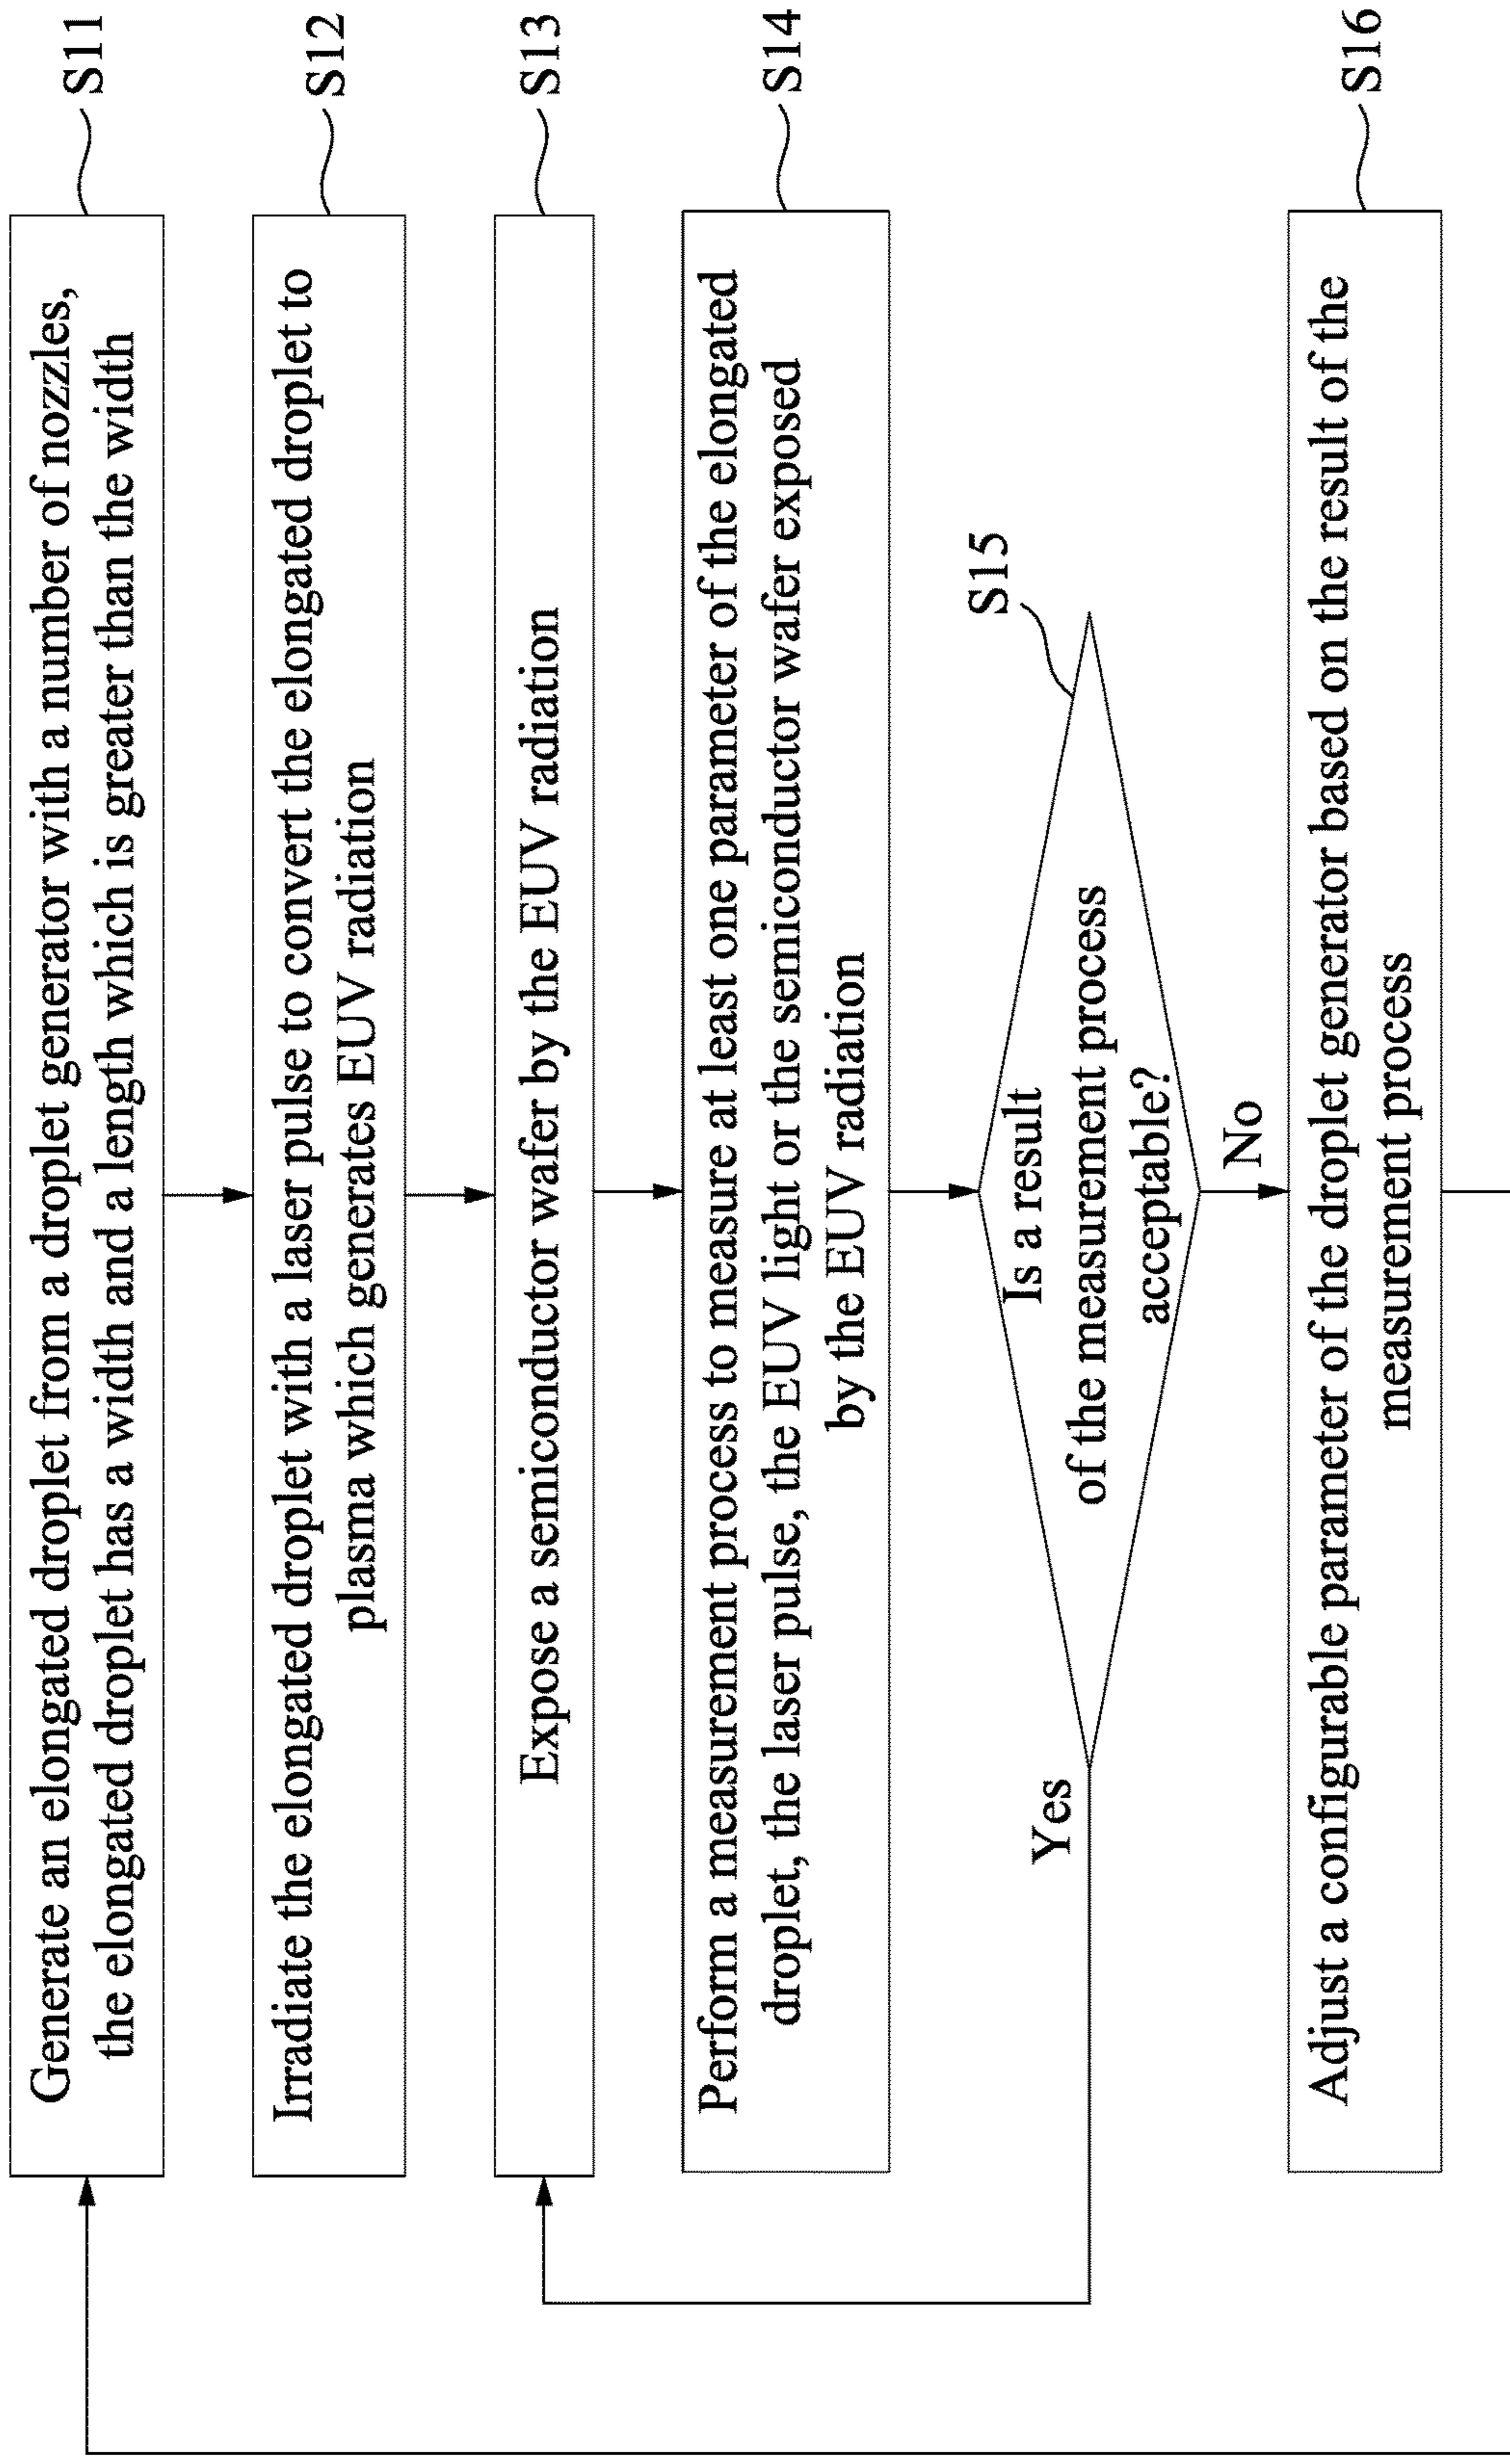 Generate an elongated droplet from a droplet generator with a number of nozzles,
the elongated droplet has a width and a length which is greater than the width
S11
Irradiate the elongated droplet with a laser pulse to convert the elongated droplet to
plasma which generates EUV radiation
S12
Expose a semiconductor wafer by the EUV radiation
S13
Perform a measurement process to measure at least one parameter of the elongated
droplet, the laser pulse, the EUV light or the semiconductor wafer exposed
by the EUV radiation
S14
Is a result
of the measurement process
acceptable?
S15
Yes
No
Adjust a configurable parameter of the droplet generator based on the result of the
measurement process
S16